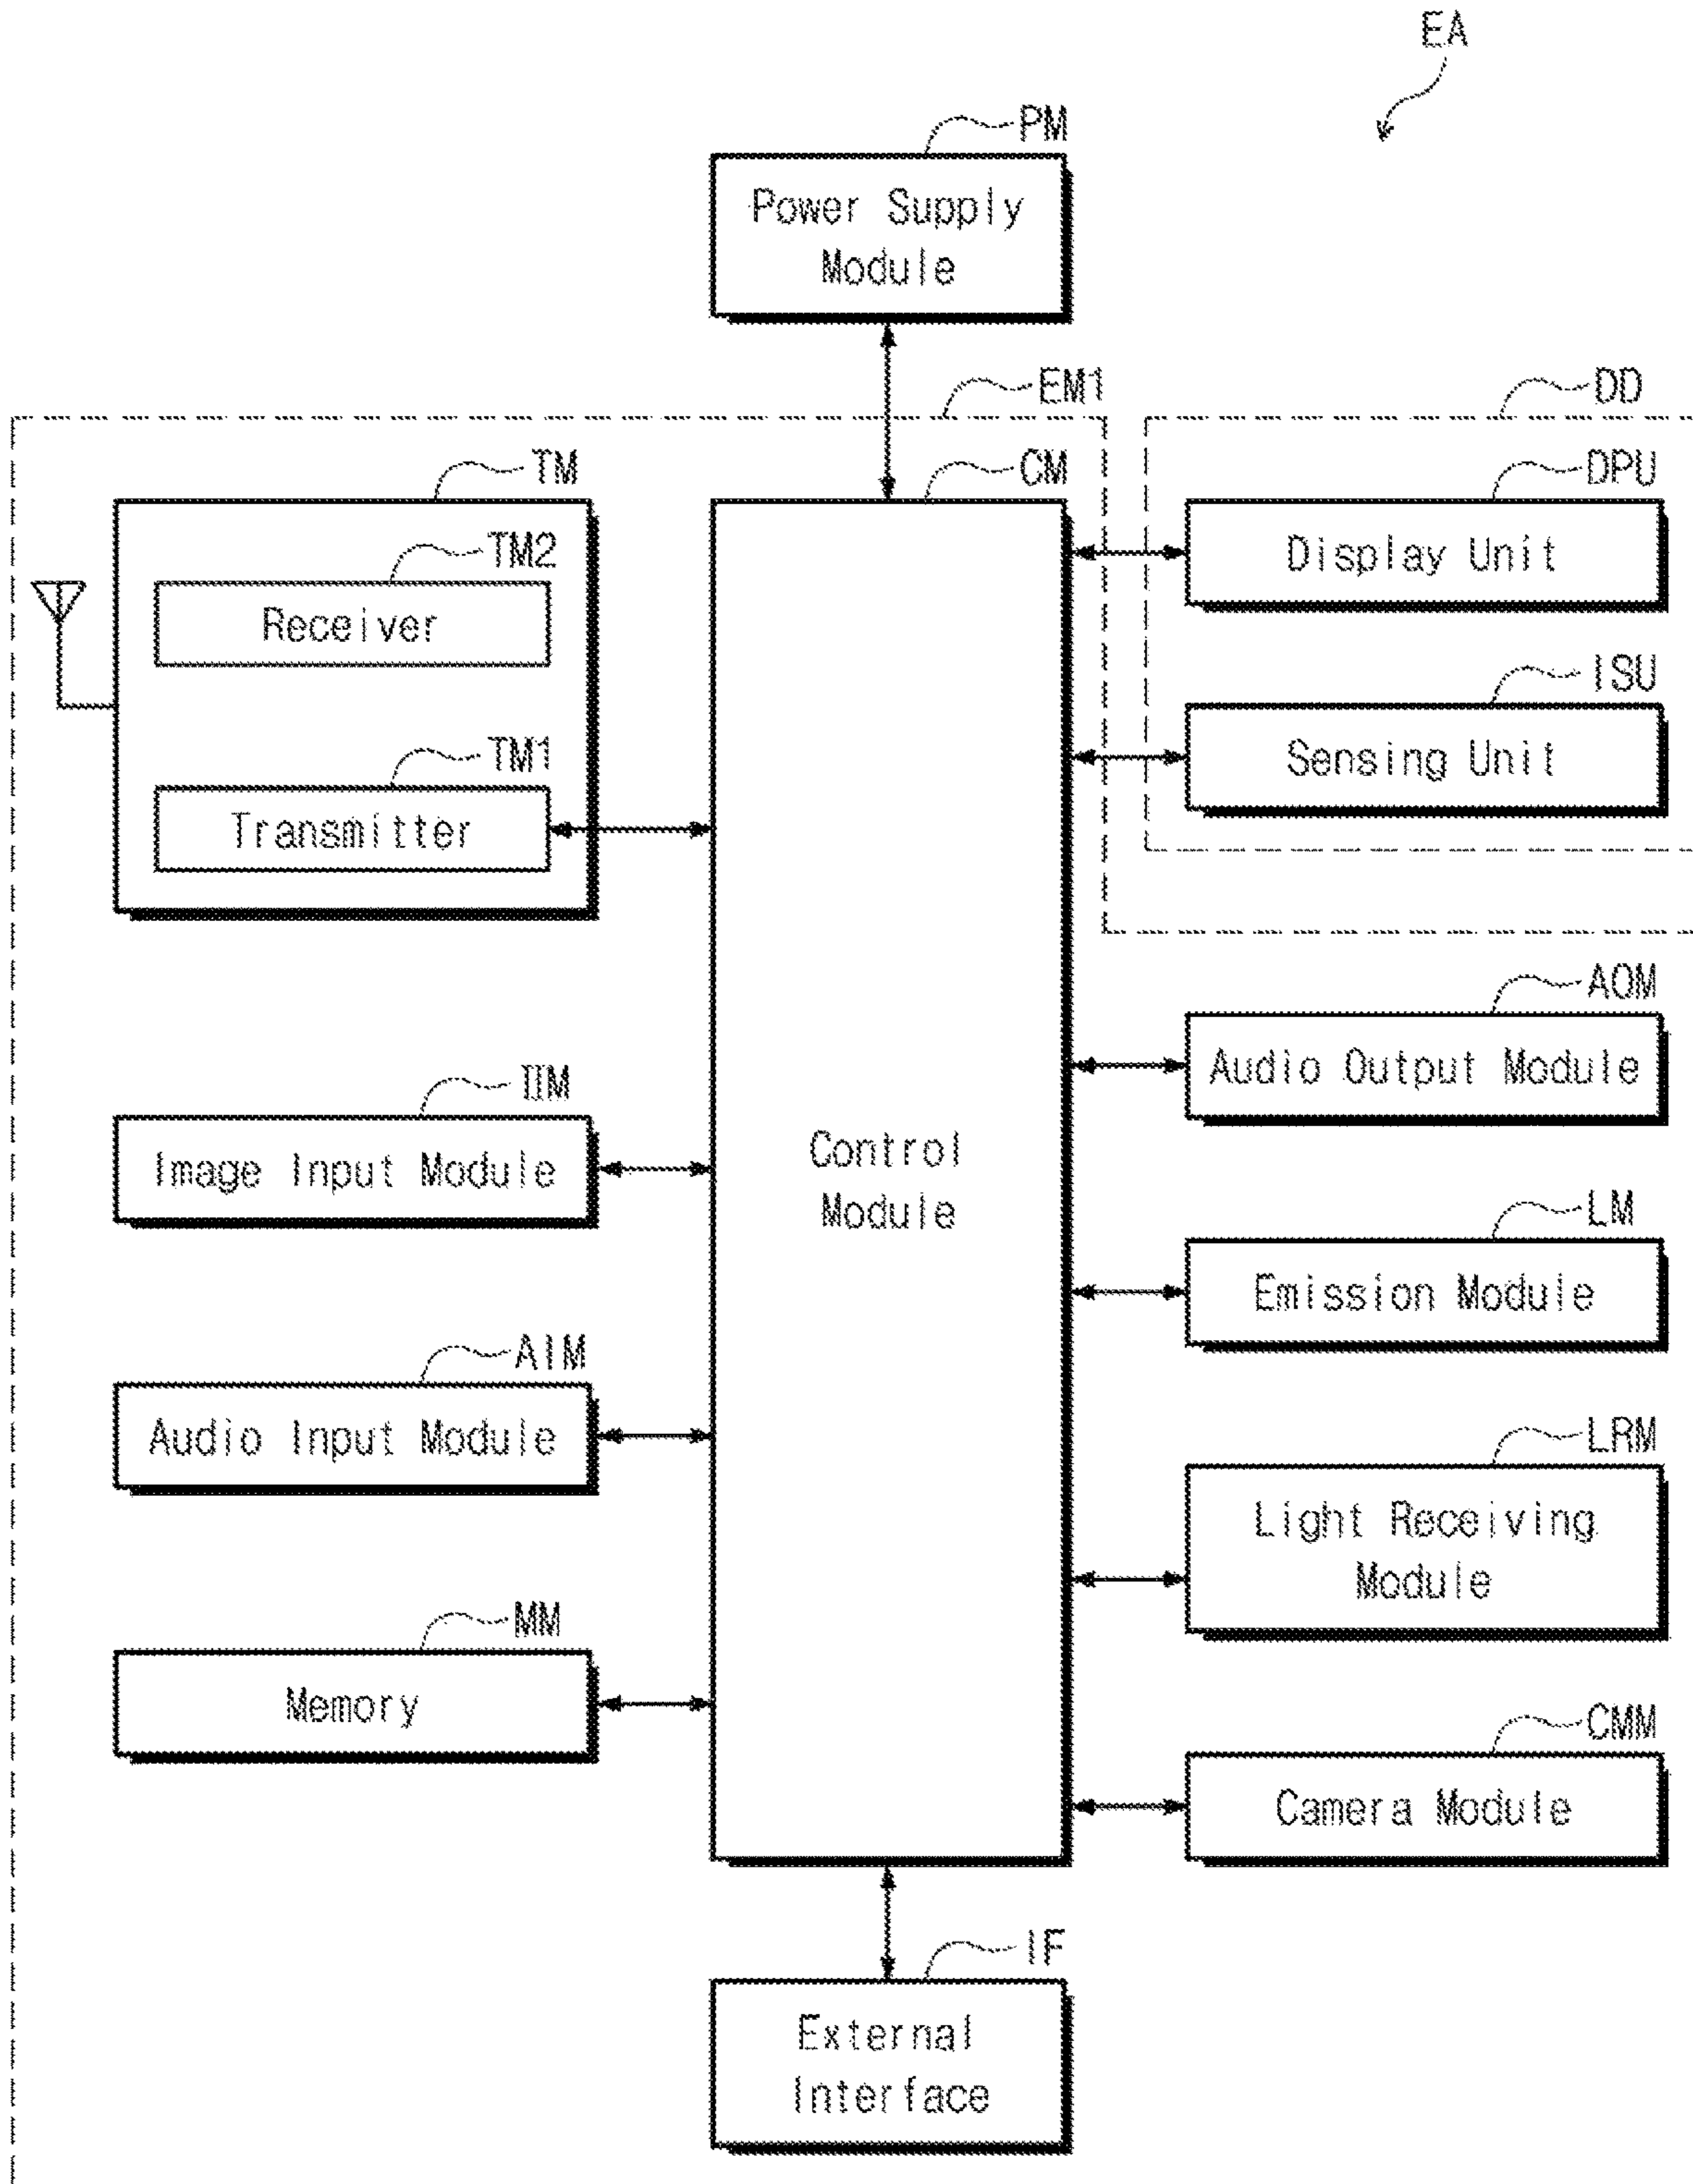 EA
PM
Power Supply
Module
EM1
DD
TM
CM
DPU
TM2
Receiver
Display Unit
ISU
TM1
Transmitter
Sensing Unit
AOM
Audio Output Module
IIM
Image Input Module
Control
Module
LM
Emission Module
AIM
Audio Input Module
LRM
Light Receiving
Module
MM
Memory
CMM
Camera Module
IF
External
Interface